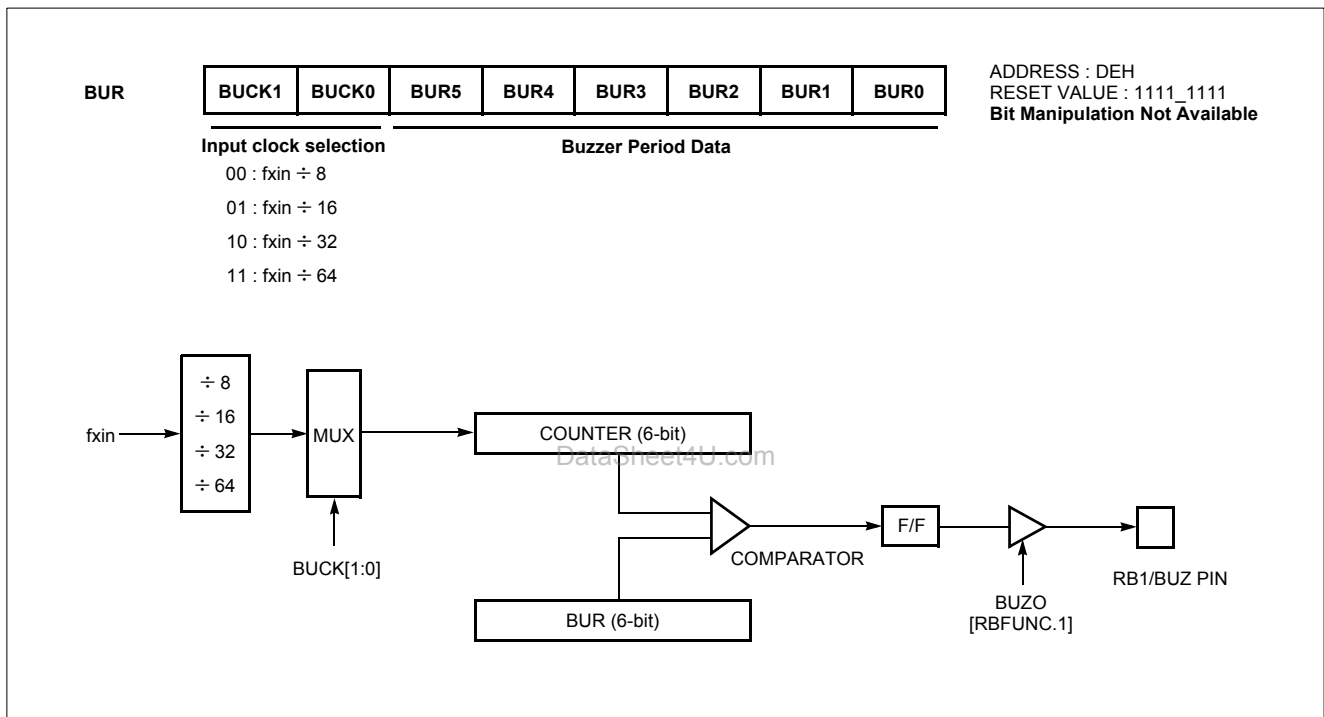 BUR
BUCK1 BUCK0 BUR5 BUR4 BUR3 BUR2 BUR1 BUR0
ADDRESS : DEH
RESET VALUE : 1111_1111
Bit Manipulation Not Available
Input clock selection
Buzzer Period Data
00 : fxin ÷ 8
01 : fxin ÷ 16
10 : fxin ÷ 32
11 : fxin ÷ 64
fxin
÷ 8
÷ 16
÷ 32
÷ 64
MUX
BUCK[1:0]
COUNTER (6-bit)
DataSheet4U.com
COMPARATOR
BUR (6-bit)
F/F
BUZO
[RBFUNC.1]
RB1/BUZ PIN